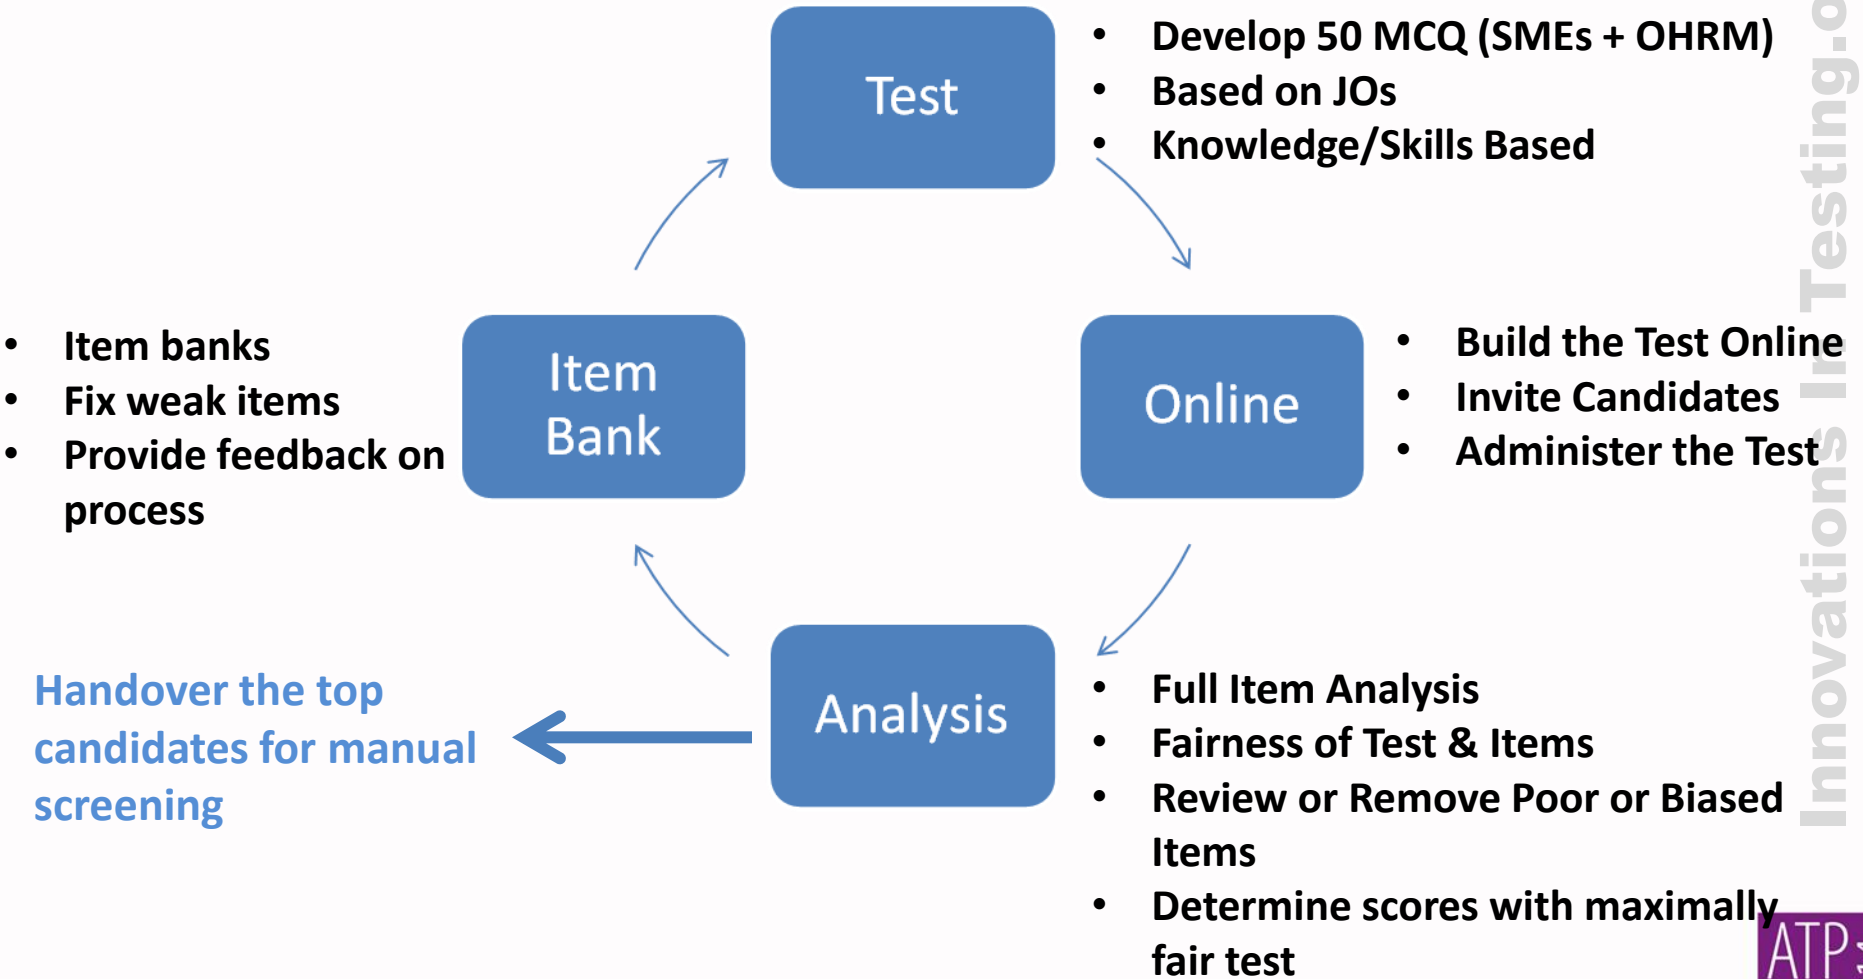 Test
• Develop 50 MCQ (SMEs + OHRM)
• Based on JOs
• Knowledge/Skills Based
Online
• Build the Test Online
• Invite Candidates
• Administer the Test
Analysis
• Full Item Analysis
• Fairness of Test & Items
• Review or Remove Poor or Biased
Items
• Determine scores with maximally
fair test
Item
Bank
• Item banks
• Fix weak items
• Provide feedback on
process
Handover the top
candidates for manual
screening
Innovations In Testing.o
ATP